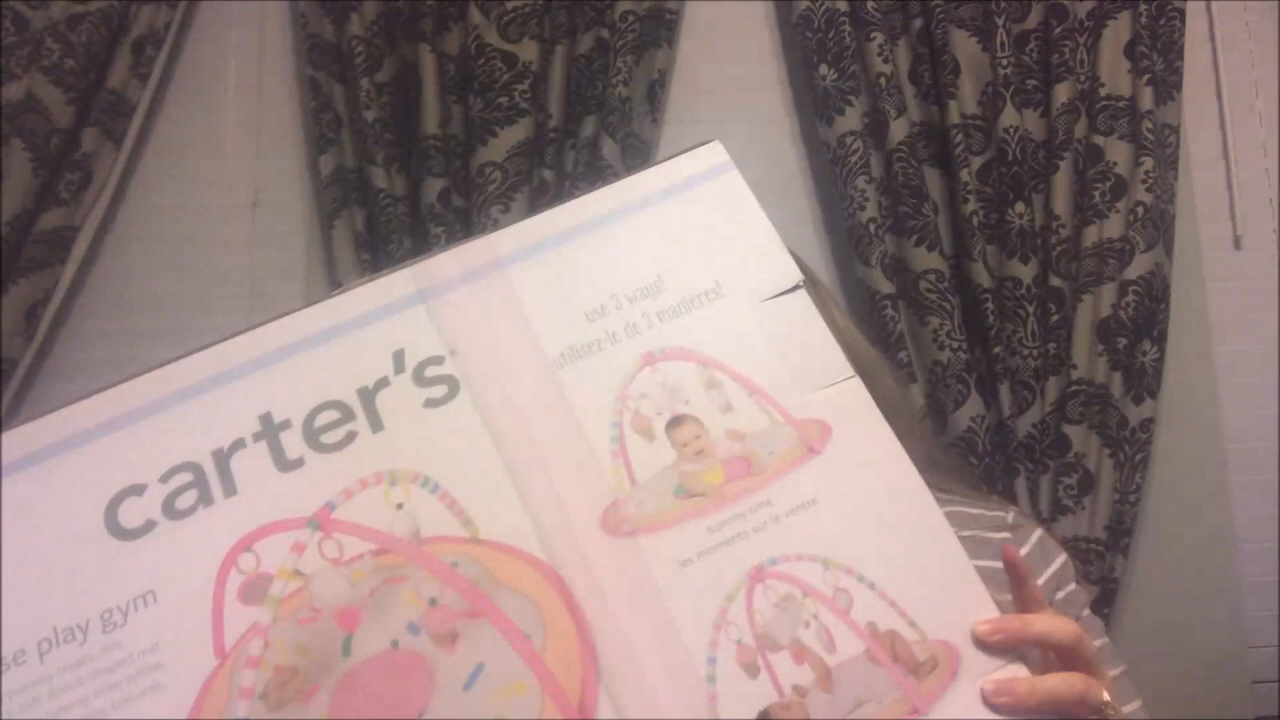 carter's
se play gym
use 3 ways!
utilisez-le de 3 manières!
tummy time
les moments sur le ventre